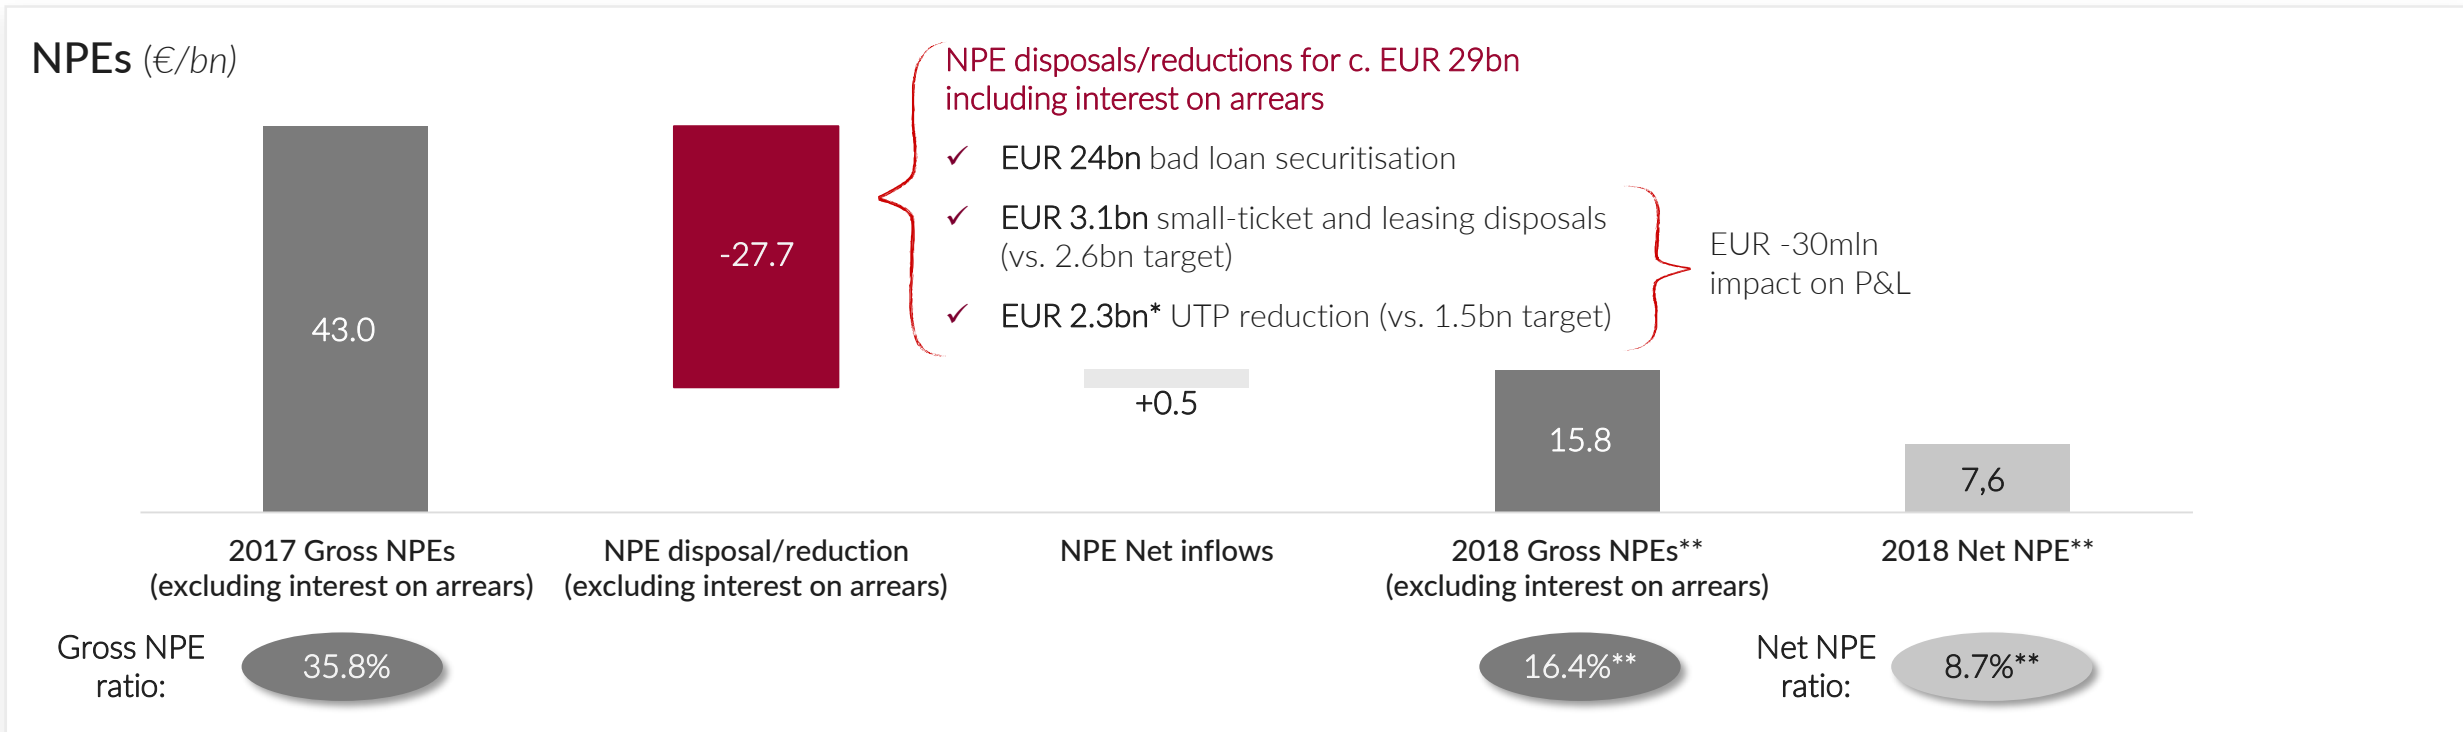 NPEs (€/bn)
NPE disposals/reductions for c. EUR 29bn
including interest on arrears
✓ EUR 24bn bad loan securitisation
✓ EUR 3.1bn small-ticket and leasing disposals
(vs. 2.6bn target)
✓ EUR 2.3bn* UTP reduction (vs. 1.5bn target)
EUR -30mln
impact on P&L
43.0
-27.7
+0.5
15.8
7,6
2017 Gross NPEs
(excluding interest on arrears)
NPE disposal/reduction
(excluding interest on arrears)
NPE Net inflows
2018 Gross NPEs**
(excluding interest on arrears)
2018 Net NPE**
Gross NPE
ratio:
35.8%
16.4%**
Net NPE
ratio:
8.7%**